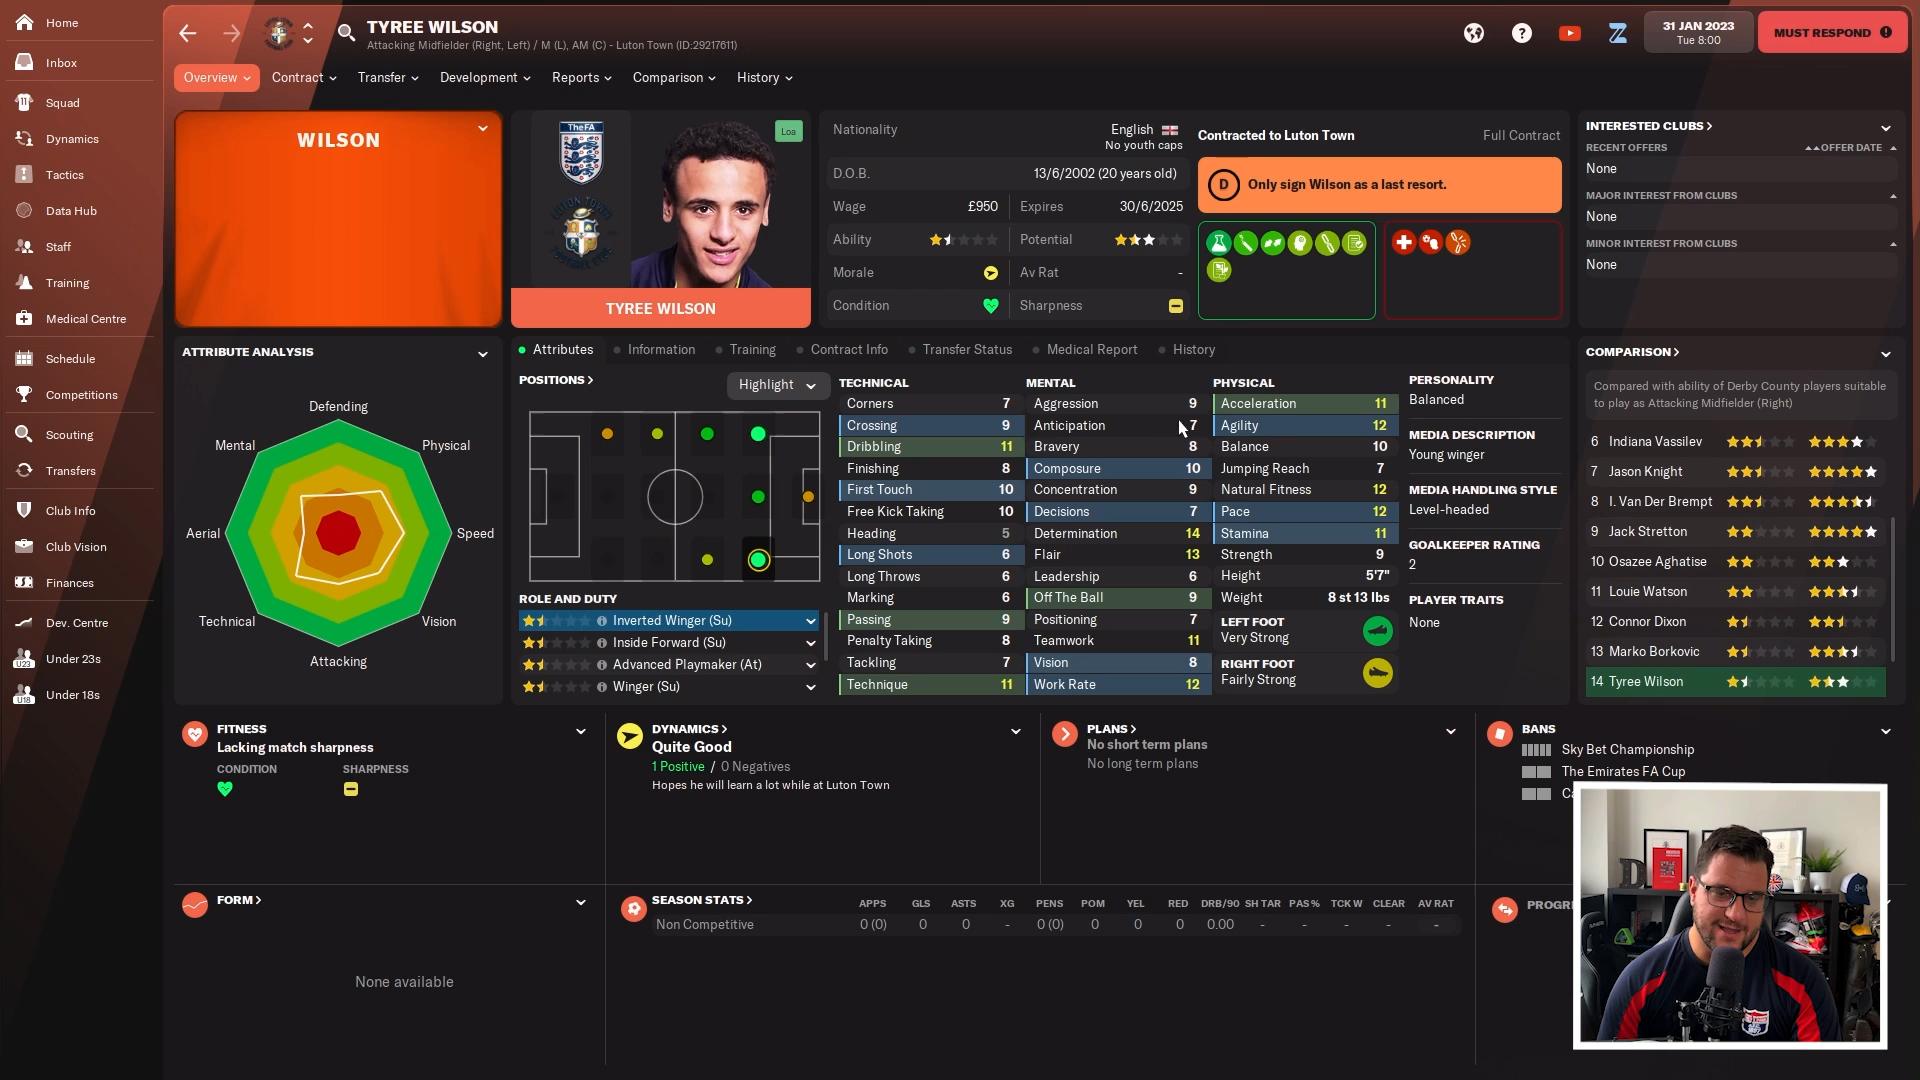 Home
Inbox
Squad
Dynamics
Tactics
Data Hub
Staff
Training
Medical Centre
Schedule
Competitions
Scouting
Transfers
Club Info
Club Vision
Finances
Dev. Centre
U23 Under 23s
U18 Under 18s
TYREE WILSON
Attacking Midfielder (Right, Left) / M (L), AM (C) - Luton Town (ID:29217611)
31 JAN 2023
Tue 8:00
MUST RESPOND
Overview Contract Transfer Development Reports Comparison History
WILSON
The FA
LUTON TOWN
Loa
TYREE WILSON
Nationality English
No youth caps
D.O.B. 13/6/2002 (20 years old)
Wage £950 Expires 30/6/2025
Ability Potential
Morale Av Rat -
Condition Sharpness
Contracted to Luton Town Full Contract
D Only sign Wilson as a last resort.
INTERESTED CLUBS >
RECENT OFFERS OFFER DATE
None
MAJOR INTEREST FROM CLUBS
None
MINOR INTEREST FROM CLUBS
None
ATTRIBUTE ANALYSIS
Defending
Mental Physical
Aerial Speed
Technical Vision
Attacking
Attributes Information Training Contract Info Transfer Status Medical Report History
POSITIONS > Highlight
ROLE AND DUTY
Inverted Winger (Su)
Inside Forward (Su)
Advanced Playmaker (At)
Winger (Su)
TECHNICAL
Corners 7
Crossing 9
Dribbling 11
Finishing 8
First Touch 10
Free Kick Taking 10
Heading 5
Long Shots 6
Long Throws 6
Marking 6
Passing 9
Penalty Taking 8
Tackling 7
Technique 11
MENTAL
Aggression 9
Anticipation 7
Bravery 8
Composure 10
Concentration 9
Decisions 7
Determination 14
Flair 13
Leadership 6
Off The Ball 9
Positioning 7
Teamwork 11
Vision 8
Work Rate 12
PHYSICAL
Acceleration 11
Agility 12
Balance 10
Jumping Reach 7
Natural Fitness 12
Pace 12
Stamina 11
Strength 9
Height 5'7"
Weight 8 st 13 lbs
LEFT FOOT
Very Strong
RIGHT FOOT
Fairly Strong
PERSONALITY
Balanced
MEDIA DESCRIPTION
Young winger
MEDIA HANDLING STYLE
Level-headed
GOALKEEPER RATING
2
PLAYER TRAITS
None
COMPARISON >
Compared with ability of Derby County players suitable
to play as Attacking Midfielder (Right)
6 Indiana Vassilev
7 Jason Knight
8 I. Van Der Brempt
9 Jack Stretton
10 Osazee Aghatise
11 Louie Watson
12 Connor Dixon
13 Marko Borkovic
14 Tyree Wilson
FITNESS
Lacking match sharpness
CONDITION SHARPNESS
DYNAMICS >
Quite Good
1 Positive / 0 Negatives
Hopes he will learn a lot while at Luton Town
PLANS >
No short term plans
No long term plans
BANS
Sky Bet Championship
The Emirates FA Cup
FORM >
None available
SEASON STATS > APPS GLS ASTS XG PENS POM YEL RED DRB/90 SH TAR PAS % TCK W CLEAR AV RAT
Non Competitive 0 (0) 0 0 - 0 (0) 0 0 0 0.00 - - - - -